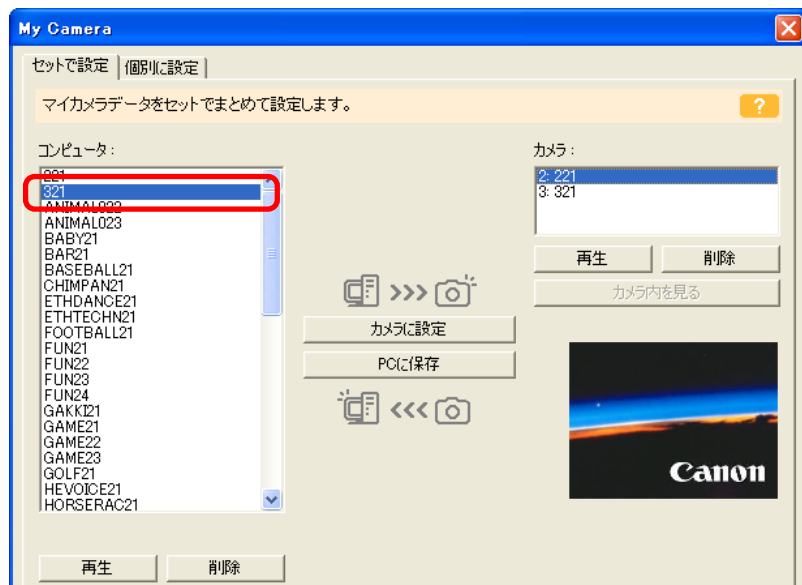 My Camera
セットで設定
個別に設定
マイカメラデータをセットでまとめて設定します。
?
コンピュータ:
221
321
ANIMAL022
ANIMAL023
BABY21
BAR21
BASEBALL21
CHIMPAN21
ETHDANCE21
ETHTECHN21
FOOTBALL21
FUN21
FUN22
FUN23
FUN24
GAKKI21
GAME21
GAME22
GAME23
GOLF21
HEVOICE21
HORSERAC21
再生
削除
カメラに設定
PCに保存
カメラ:
2: 221
3: 321
再生
削除
カメラ内を見る
Canon